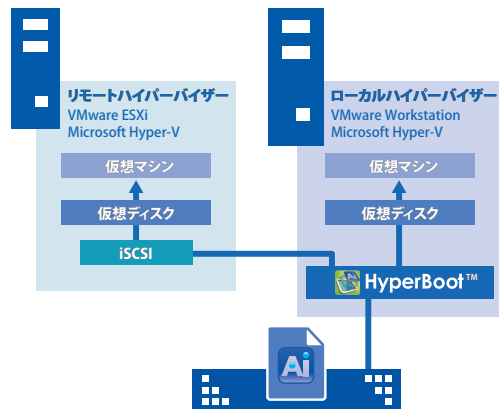 リモートハイパーバイザー
VMware ESXi
Microsoft Hyper-V
仮想マシン
仮想ディスク
iSCSI
ローカルハイパーバイザー
VMware Workstation
Microsoft Hyper-V
仮想マシン
仮想ディスク
HyperBoot™
Ai